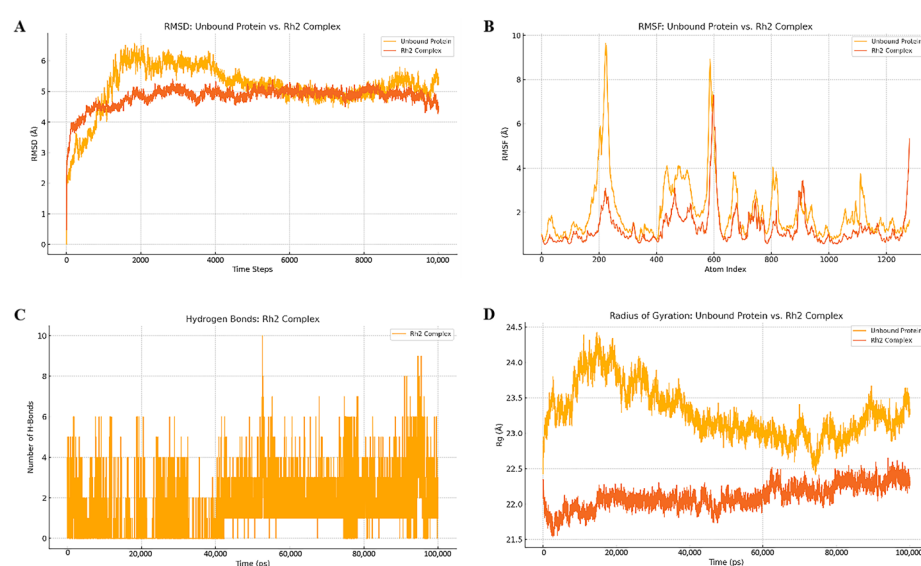 A
RMSD: Unbound Protein vs. Rh2 Complex
Unbound Protein
Rh2 Complex
RMSD (Å)
6
5
4
3
2
1
0
0
2000
4000
6000
8000
10,000
Time Steps
B
RMSF: Unbound Protein vs. Rh2 Complex
Unbound Protein
Rh2 Complex
RMSF (Å)
10
8
6
4
2
0
200
400
600
800
1000
1200
Atom Index
C
Hydrogen Bonds: Rh2 Complex
Rh2 Complex
Number of H-Bonds
10
8
6
4
2
0
0
20,000
40,000
60,000
80,000
100,000
Time (ps)
D
Radius of Gyration: Unbound Protein vs. Rh2 Complex
Unbound Protein
Rh2 Complex
Rg (Å)
24.5
24.0
23.5
23.0
22.5
22.0
21.5
0
20,000
40,000
60,000
80,000
100,000
Time (ps)